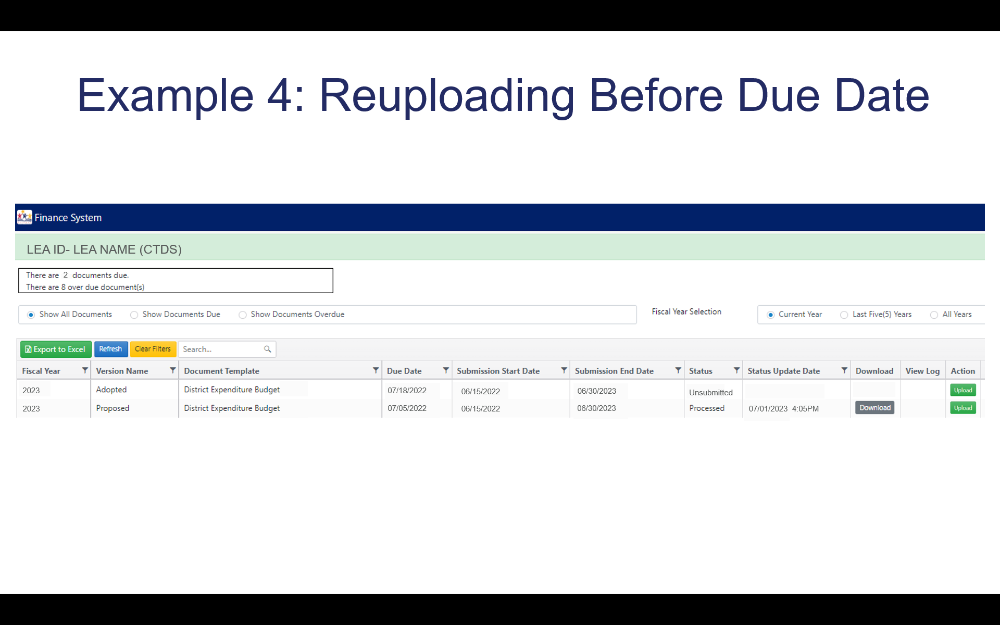 Example 4: Reuploading Before Due Date
Finance System
LEA ID- LEA NAME (CTDS)
There are 2 documents due.
There are 8 over due document(s)
Show All Documents Show Documents Due Show Documents Overdue Fiscal Year Selection Current Year Last Five(5) Years All Years
Export to Excel Refresh Clear Filters Search...
Fiscal Year Version Name Document Template Due Date Submission Start Date Submission End Date Status Status Update Date Download View Log Action
2023 Adopted District Expenditure Budget 07/18/2022 06/15/2022 06/30/2023 Unsubmitted Upload
2023 Proposed District Expenditure Budget 07/05/2022 06/15/2022 06/30/2023 Processed 07/01/2023 4:05PM Download Upload